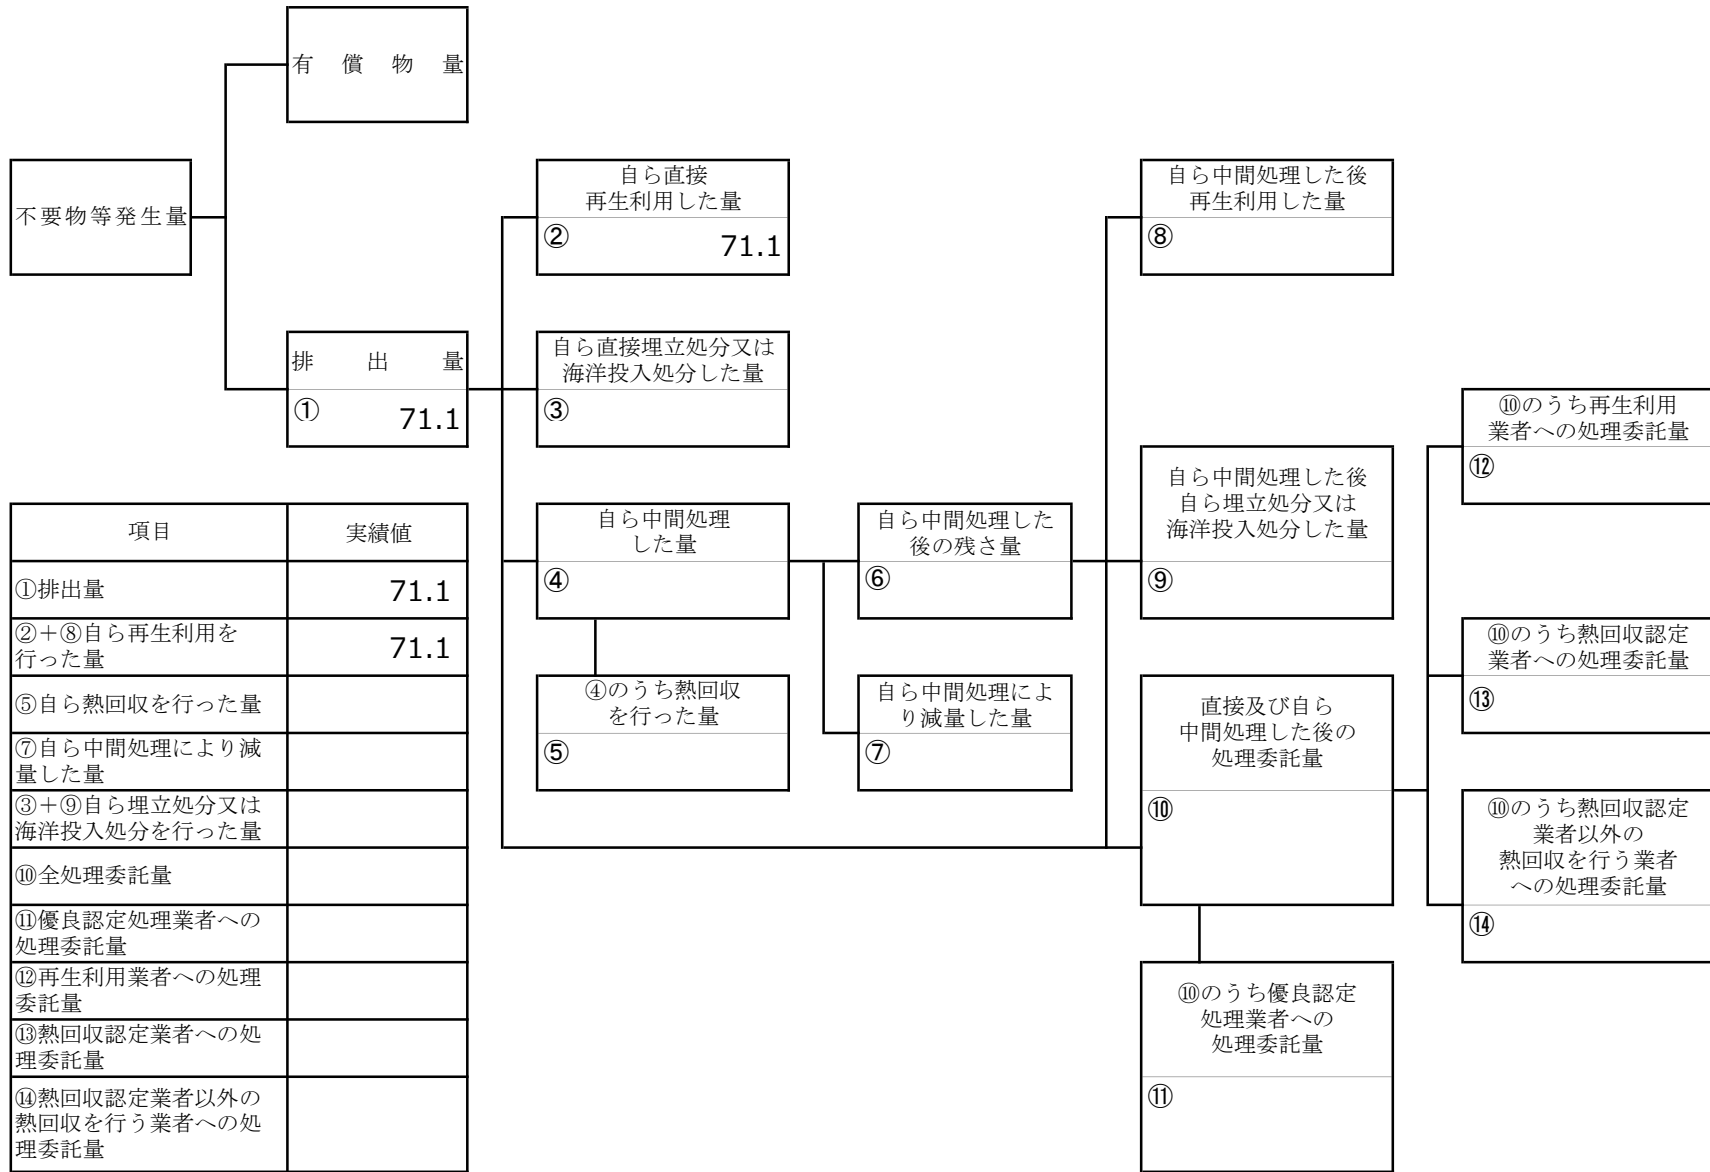 有償物量
不要物等発生量
排出量
①
71.1
自ら直接
再生利用した量
②
71.1
自ら直接埋立処分又は
海洋投入処分した量
③
自ら中間処理
した量
④
④のうち熱回収
を行った量
⑤
自ら中間処理した
後の残さ量
⑥
自ら中間処理によ
り減量した量
⑦
自ら中間処理した後
再生利用した量
⑧
自ら中間処理した後
自ら埋立処分又は
海洋投入処分した量
⑨
直接及び自ら
中間処理した後の
処理委託量
⑩
⑩のうち優良認定
処理業者への
処理委託量
⑪
⑩のうち再生利用
業者への処理委託量
⑫
⑩のうち熱回収認定
業者への処理委託量
⑬
⑩のうち熱回収認定
業者以外の
熱回収を行う業者
への処理委託量
⑭
項目 実績値
①排出量 71.1
②+⑧自ら再生利用を
行った量 71.1
⑤自ら熱回収を行った量
⑦自ら中間処理により減
量した量
③+⑨自ら埋立処分又は
海洋投入処分を行った量
⑩全処理委託量
⑪優良認定処理業者への
処理委託量
⑫再生利用業者への処理
委託量
⑬熱回収認定業者への処
理委託量
⑭熱回収認定業者以外の
熱回収を行う業者への処
理委託量